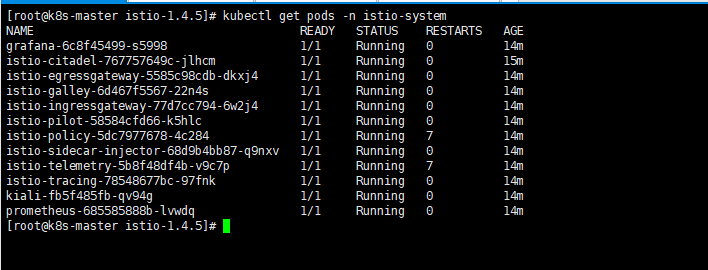 [root@k8s-master istio-1.4.5]# kubectl get pods -n istio-system
NAME READY STATUS RESTARTS AGE
grafana-6c8f45499-s5998 1/1 Running 0 14m
istio-citadel-767757649c-jlhcm 1/1 Running 0 15m
istio-egressgateway-5585c98cdb-dkxj4 1/1 Running 0 14m
istio-galley-6d467f5567-22n4s 1/1 Running 0 14m
istio-ingressgateway-77d7cc794-6w2j4 1/1 Running 0 14m
istio-pilot-58584cfd66-k5hlc 1/1 Running 0 14m
istio-policy-5dc7977678-4c284 1/1 Running 7 14m
istio-sidecar-injector-68d9b4bb87-q9nxv 1/1 Running 0 14m
istio-telemetry-5b8f48df4b-v9c7p 1/1 Running 7 14m
istio-tracing-78548677bc-97fnk 1/1 Running 0 14m
kiali-fb5f485fb-qv94g 1/1 Running 0 14m
prometheus-685585888b-lvwdq 1/1 Running 0 14m
[root@k8s-master istio-1.4.5]#